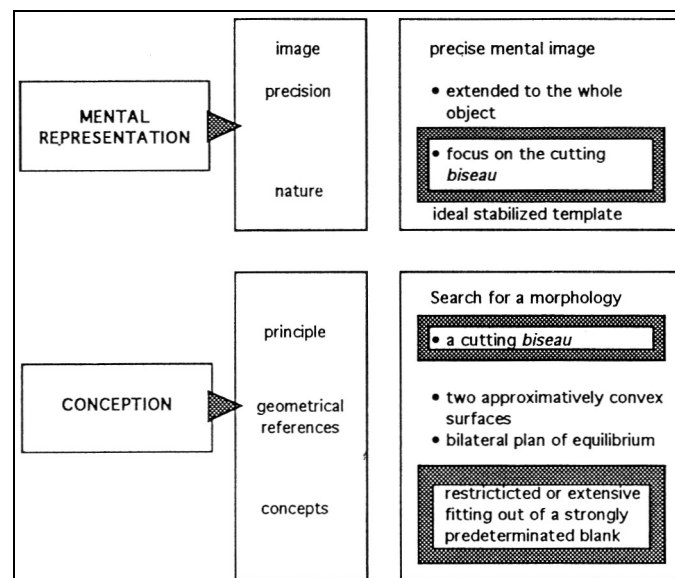 MENTAL
REPRESENTATION
image
precision
nature
precise mental image
• extended to the whole
object
• focus on the cutting
biseau
ideal stabilized template
CONCEPTION
principle
geometrical
references
concepts
Search for a morphology
• a cutting biseau
• two approximatively convex
surfaces
• bilateral plan of equilibrium
restricticted or extensive
fitting out of a strongly
predeterminated blank